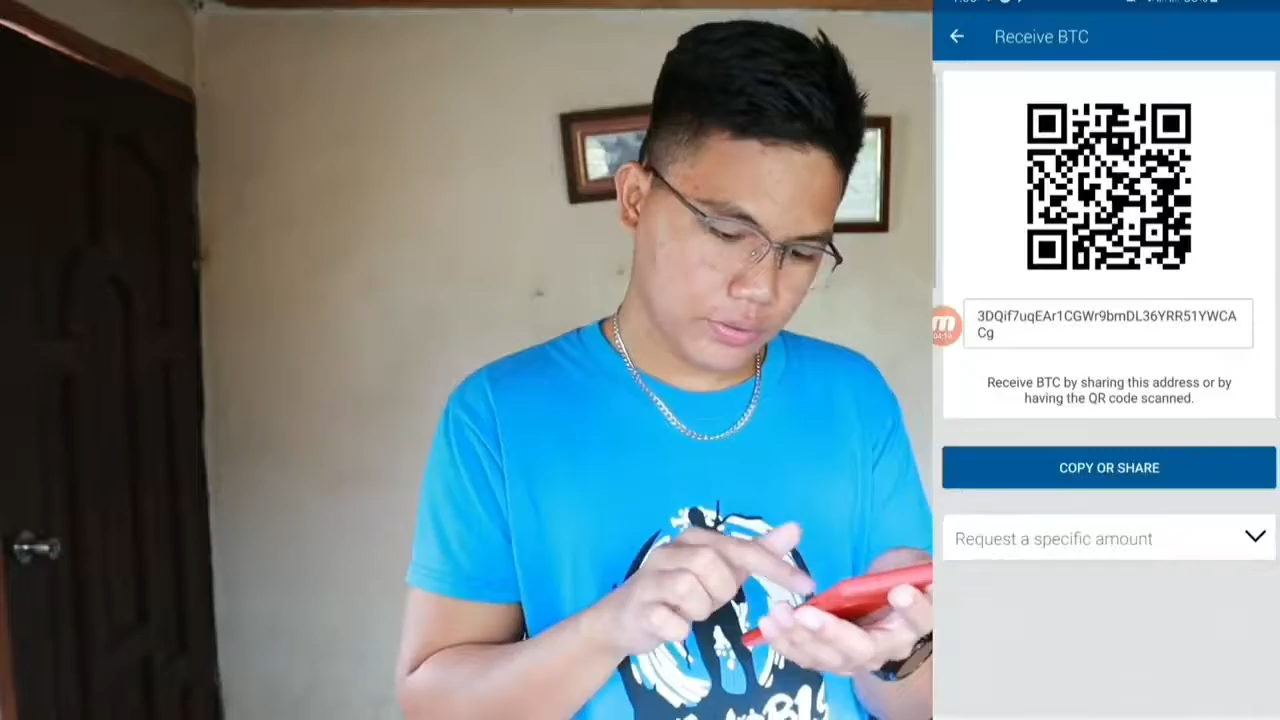 Receive BTC
3DQif7uqEAr1CGWr9bmDL36YRR51YWCA
Cg
Receive BTC by sharing this address or by
having the QR code scanned.
COPY OR SHARE
Request a specific amount